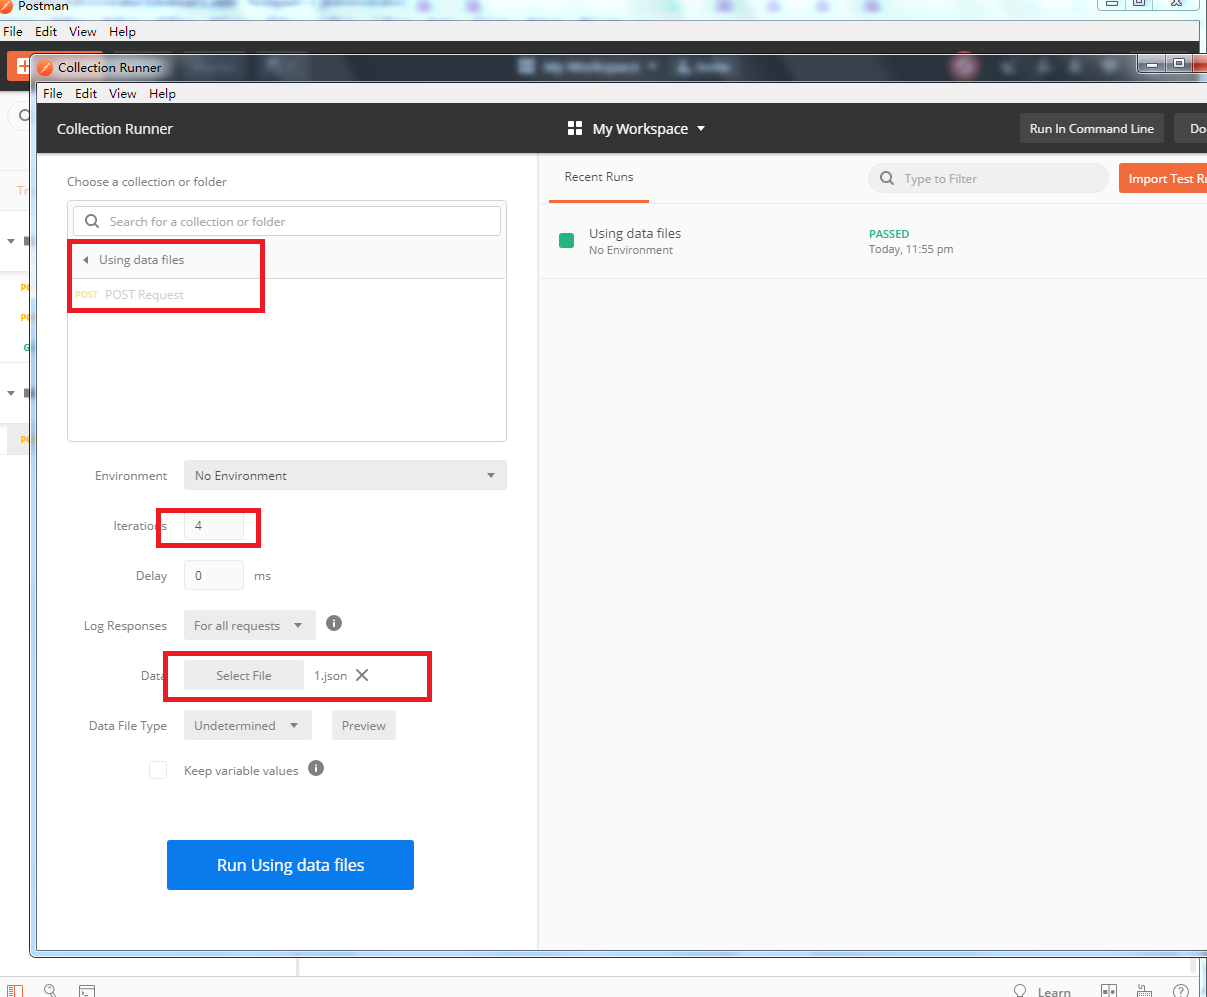 Postman
File Edit View Help
Collection Runner
File Edit View Help
Collection Runner
My Workspace
Run In Command Line
Choose a collection or folder
Search for a collection or folder
Using data files
POST POST Request
Environment No Environment
Iterations 4
Delay 0 ms
Log Responses For all requests
Data Select File 1.json
Data File Type Undetermined Preview
Keep variable values
Run Using data files
Recent Runs
Type to Filter
Import Test Ru
Using data files
No Environment
PASSED
Today, 11:55 pm
Learn